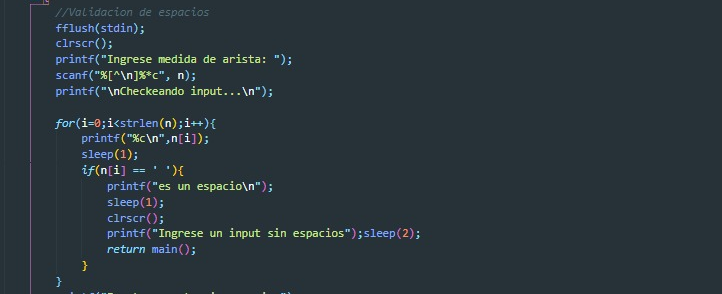 //Validacion de espacios
fflush(stdin);
clrscr();
printf("Ingrese medida de arista: ");
scanf("%[^\n]%*c", n);
printf("\nCheckeando input...\n");
for(i=0;i<strlen(n);i++){
printf("%c\n",n[i]);
sleep(1);
if(n[i] == ' '){
printf("es un espacio\n");
sleep(1);
clrscr();
printf("Ingrese un input sin espacios");sleep(2);
return main();
}
}